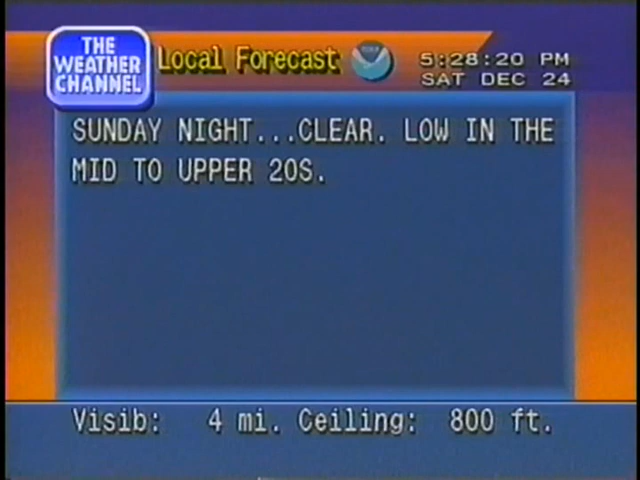 THE
WEATHER
CHANNEL
Local Forecast
5:28:20 PM
SAT DEC 24
SUNDAY NIGHT...CLEAR. LOW IN THE
MID TO UPPER 20S.
Visib: 4 mi. Ceiling: 800 ft.